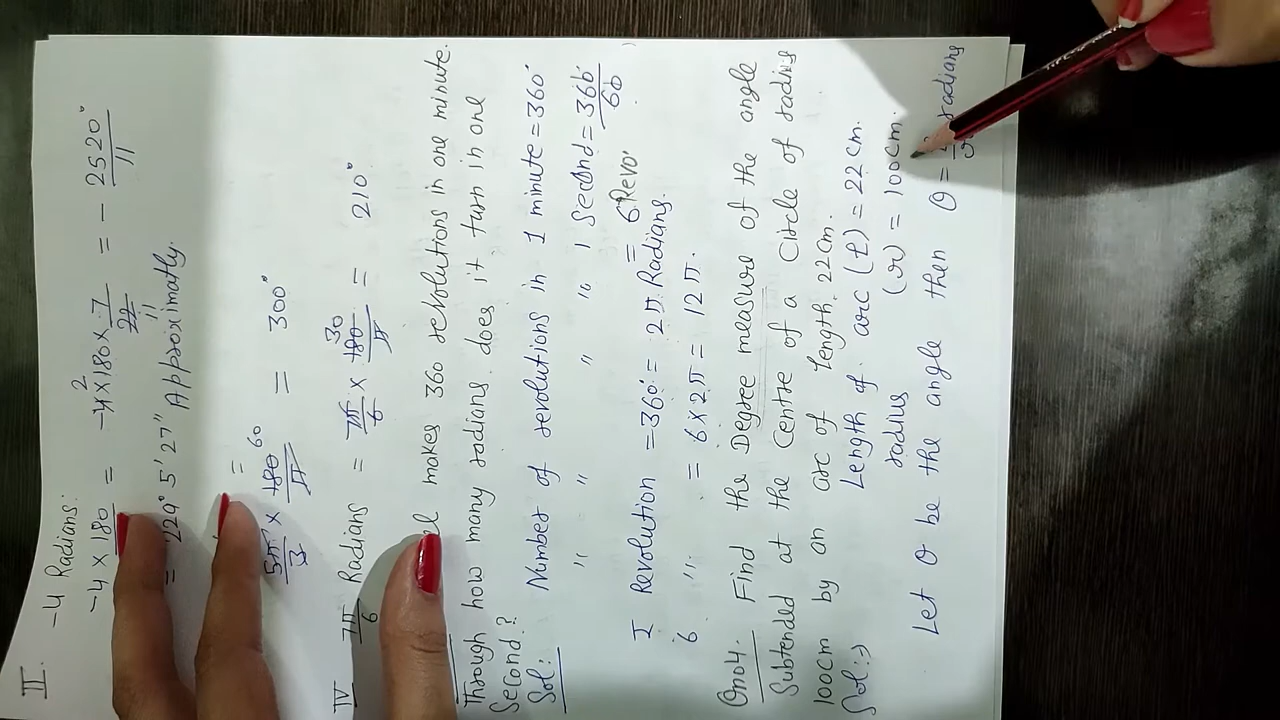 II. -4 Radians:
-4 × 180 = -4 × 180 × 7/22 = - 2520°/11
= 229° 5' 27" Approximatly.
=
5π/3 × 180/π = 300°
60
IV 7π/6 Radians = 7π/6 × 180/π = 210°
30
makes 360 revolutions in one minute.
Through how many radians does it turn in one
Second?
Sol: Number of revolutions in 1 minute = 360°
" " " " 1 Second = 360/60
= 6 Revo.
1 Revolution = 360° = 2π Radians.
6 " = 6 × 2π = 12π.
Qno4. Find the Degree measure of the angle
Subtended at the Centre of a Circle of radius
100cm by an arc of length 22cm.
Sol:→ Length of arc (l) = 22cm.
radius (r) = 100cm.
Let θ be the angle then θ = radians